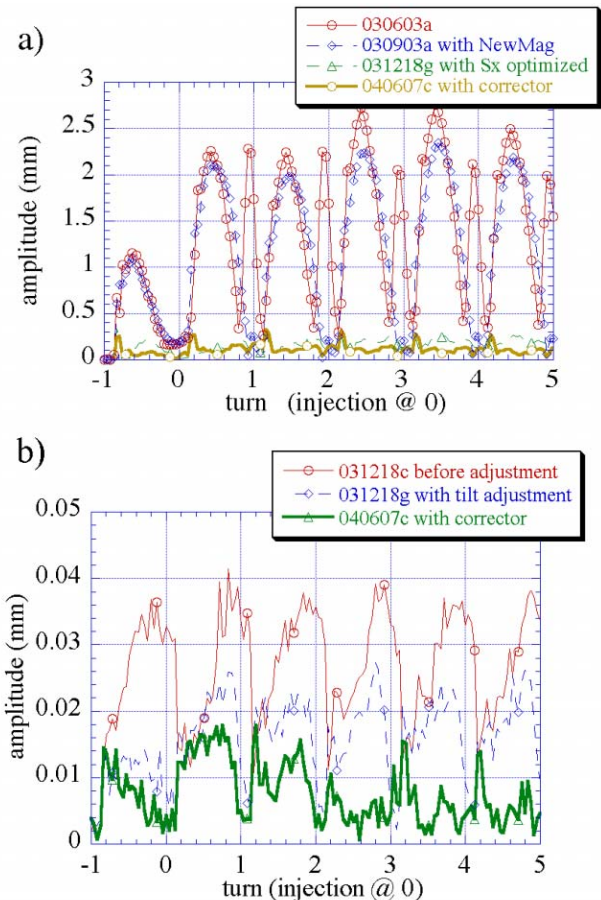 a)
030603a
030903a with NewMag
031218g with Sx optimized
040607c with corrector
3
2.5
2
1.5
1
0.5
0
amplitude (mm)
-1 0 1 2 3 4 5
turn (injection @ 0)
b)
031218c before adjustment
031218g with tilt adjustment
040607c with corrector
0.05
0.04
0.03
0.02
0.01
0
amplitude (mm)
-1 0 1 2 3 4 5
turn (injection @ 0)